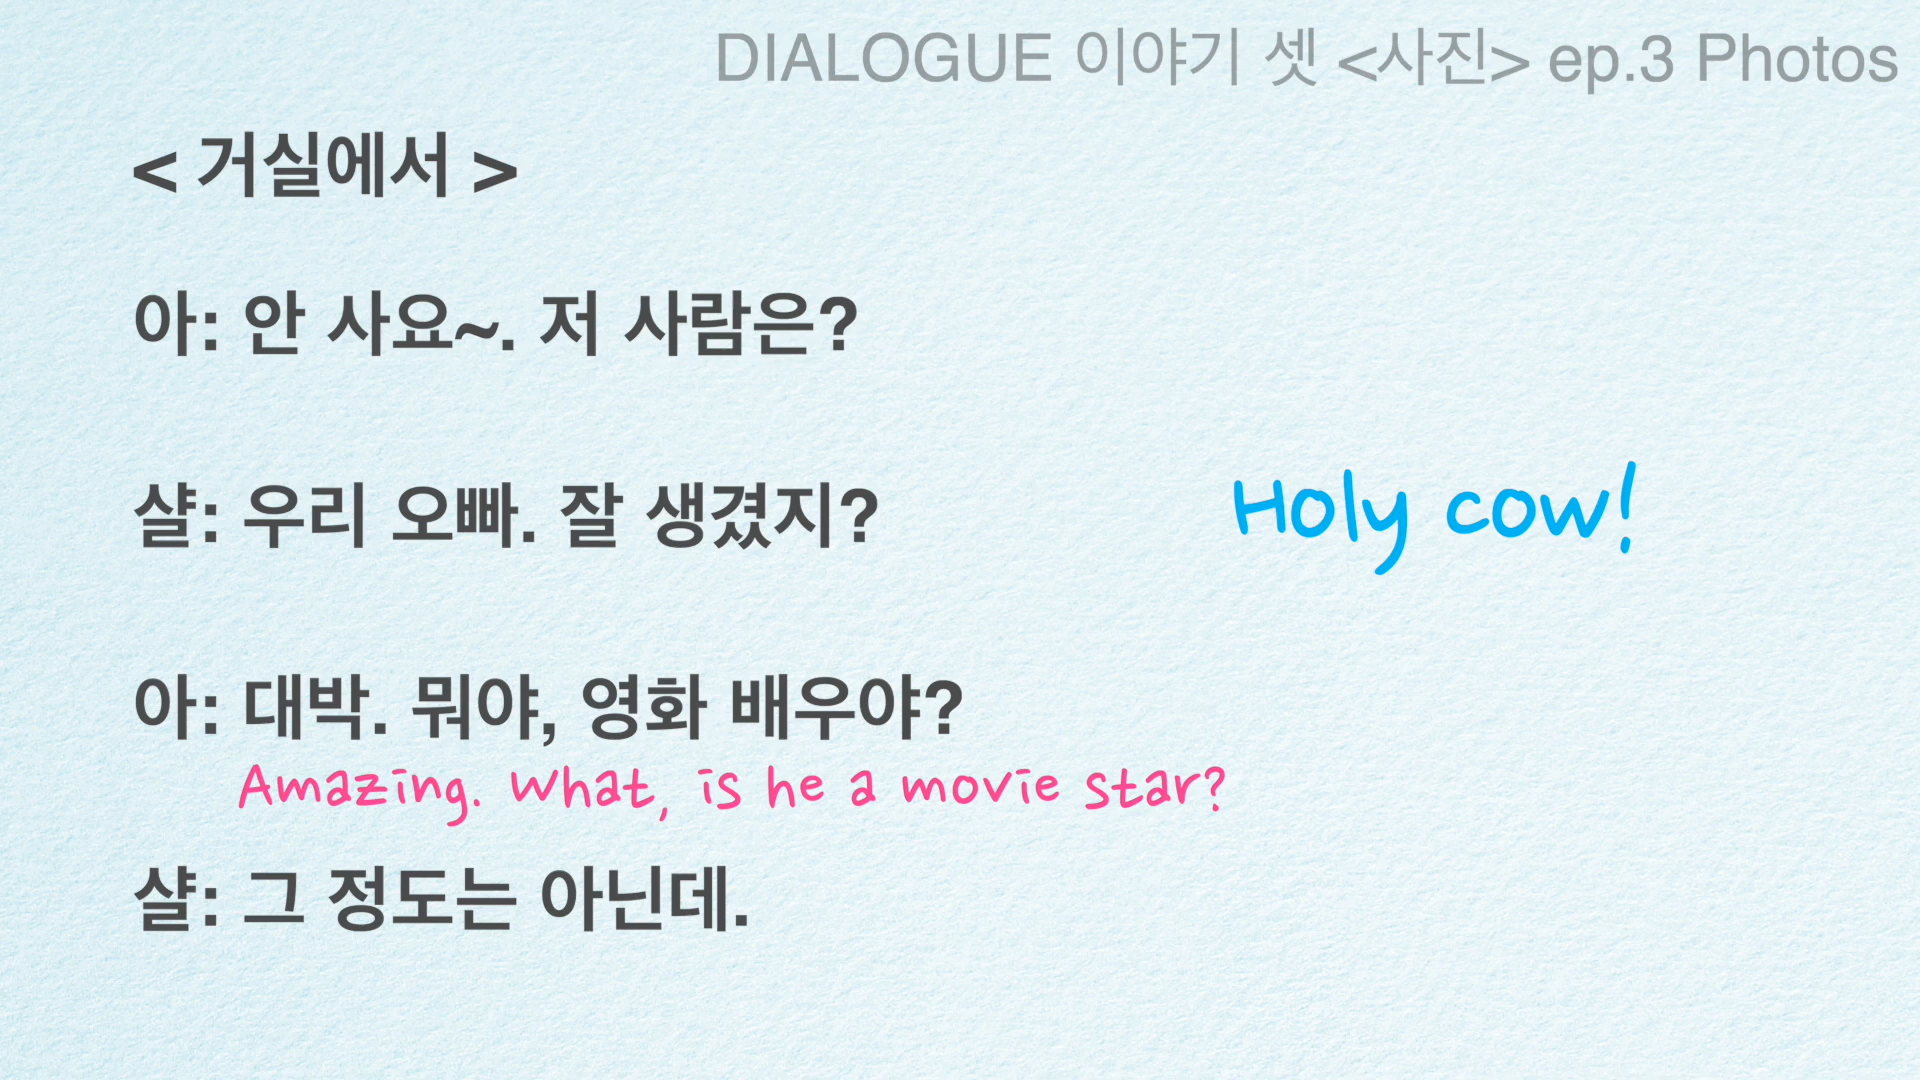 DIALOGUE 이야기 셋 <사진> ep.3 Photos
< 거실에서 >
아: 안 사요~. 저 사람은?
샬: 우리 오빠. 잘 생겼지?
Holy cow!
아: 대박. 뭐야, 영화 배우야?
Amazing. What, is he a movie star?
샬: 그 정도는 아닌데.